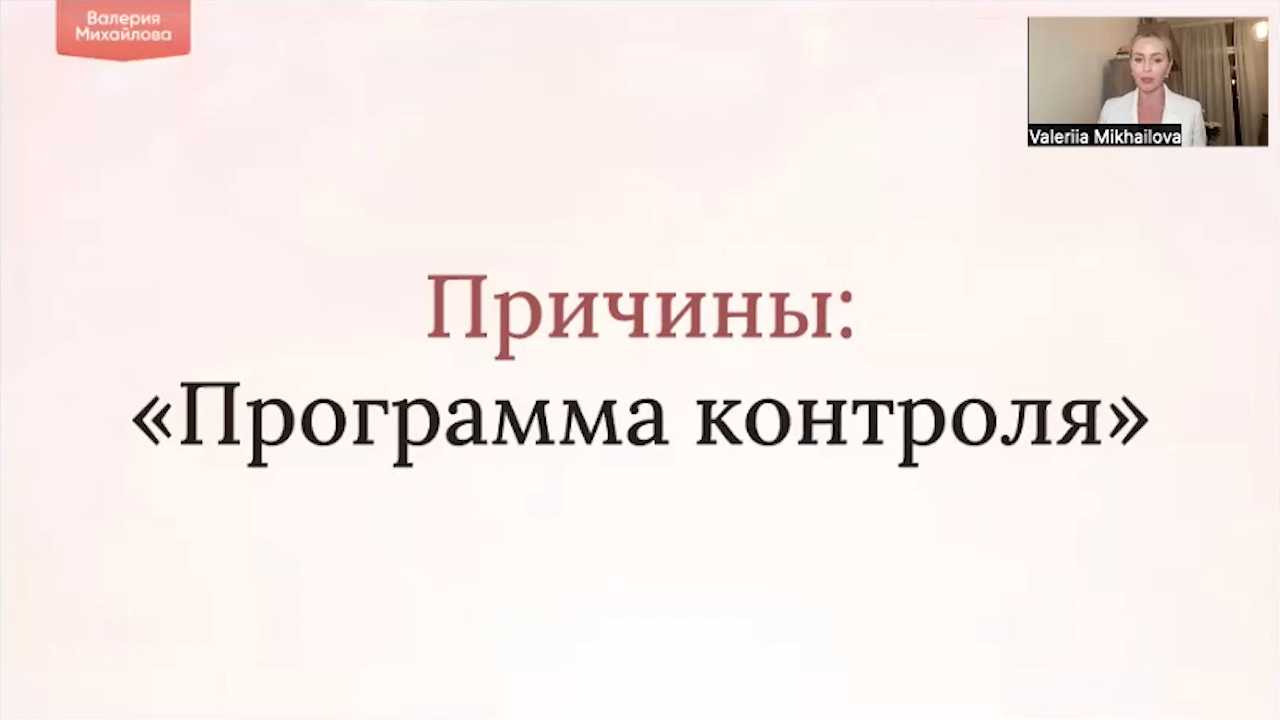 Валерия
Михайлова
Valeriia Mikhailova
Причины:
«Программа контроля»